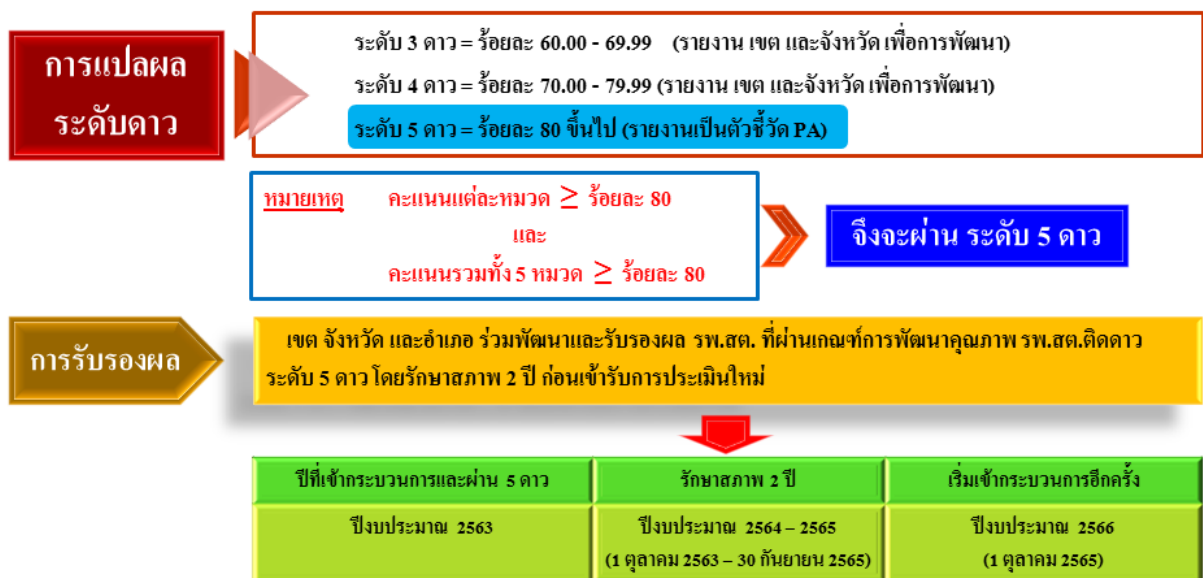 การแปลผล
ระดับดาว
ระดับ 3 ดาว = ร้อยละ 60.00 - 69.99 (รายงาน เขต และจังหวัด เพื่อการพัฒนา)
ระดับ 4 ดาว = ร้อยละ 70.00 - 79.99 (รายงาน เขต และจังหวัด เพื่อการพัฒนา)
ระดับ 5 ดาว = ร้อยละ 80 ขึ้นไป (รายงานเป็นตัวชี้วัด PA)
หมายเหตุ คะแนนแต่ละหมวด ≥ ร้อยละ 80
และ
คะแนนรวมทั้ง 5 หมวด ≥ ร้อยละ 80
จึงจะผ่าน ระดับ 5 ดาว
การรับรองผล
เขต จังหวัด และอำเภอ ร่วมพัฒนาและรับรองผล รพ.สต. ที่ผ่านเกณฑ์การพัฒนาคุณภาพ รพ.สต.ติดดาว
ระดับ 5 ดาว โดยรักษาสภาพ 2 ปี ก่อนเข้ารับการประเมินใหม่
ปีที่เข้ากระบวนการและผ่าน 5 ดาว
รักษาสภาพ 2 ปี
เริ่มเข้ากระบวนการอีกครั้ง
ปีงบประมาณ 2563
ปีงบประมาณ 2564 – 2565
(1 ตุลาคม 2563 – 30 กันยายน 2565)
ปีงบประมาณ 2566
(1 ตุลาคม 2565)